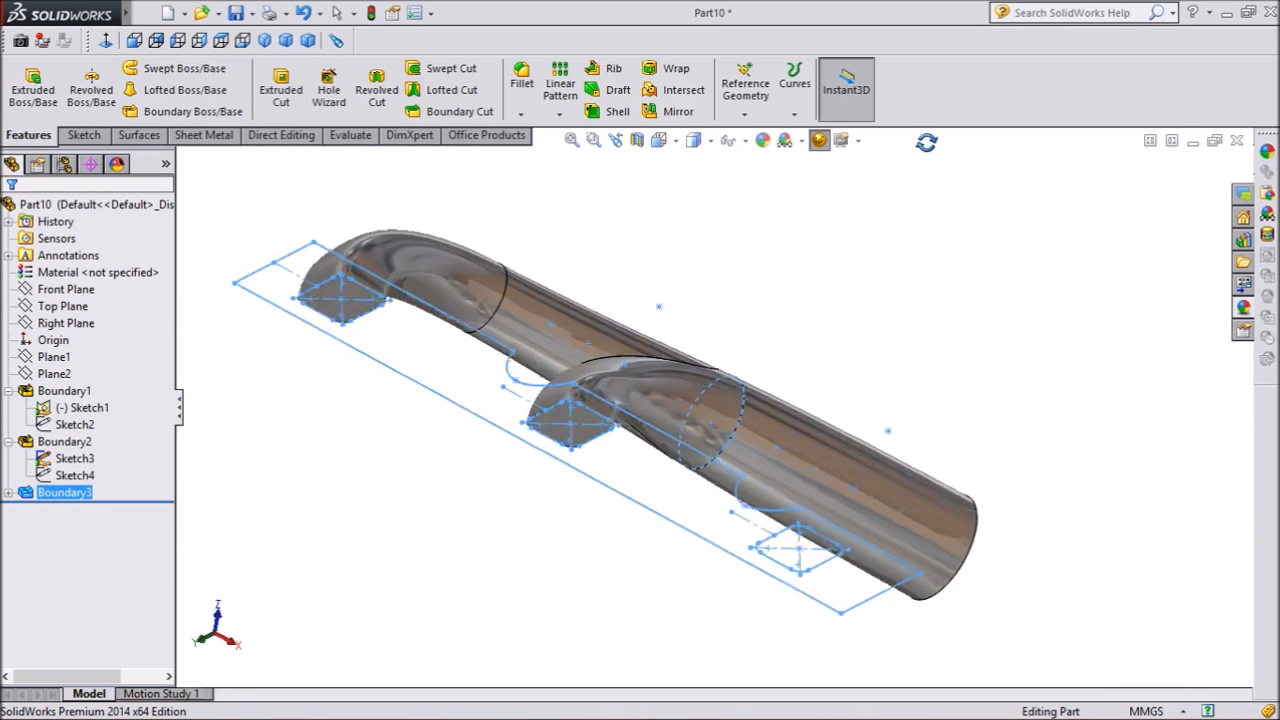 SOLIDWORKS
Part10 *
Search SolidWorks Help
Extruded Boss/Base
Revolved Boss/Base
Swept Boss/Base
Lofted Boss/Base
Boundary Boss/Base
Extruded Cut
Hole Wizard
Revolved Cut
Swept Cut
Lofted Cut
Boundary Cut
Fillet
Linear Pattern
Rib
Draft
Shell
Wrap
Intersect
Mirror
Reference Geometry
Curves
Instant3D
Features
Sketch
Surfaces
Sheet Metal
Direct Editing
Evaluate
DimXpert
Office Products
Part10 (Default<<Default>_Dis
History
Sensors
Annotations
Material <not specified>
Front Plane
Top Plane
Right Plane
Origin
Plane1
Plane2
Boundary1
(-) Sketch1
Sketch2
Boundary2
Sketch3
Sketch4
Boundary3
Z
Y
X
Model
Motion Study 1
SolidWorks Premium 2014 x64 Edition
Editing Part
MMGS